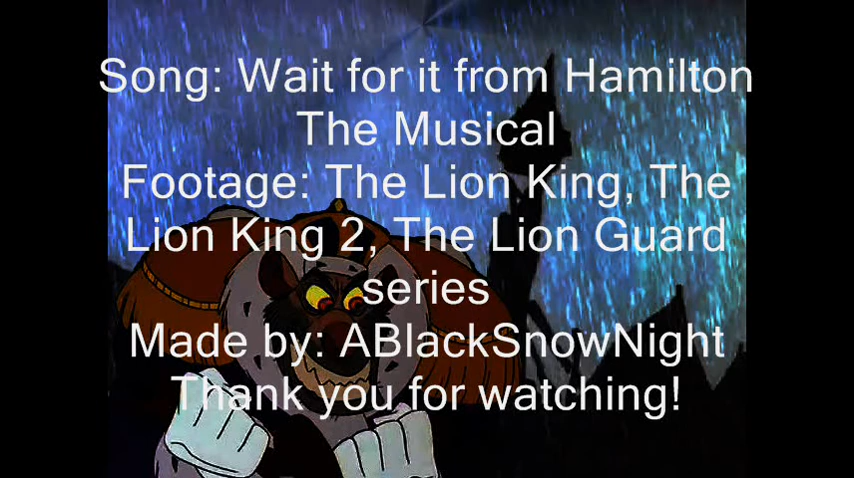 Song: Wait for it from Hamilton
The Musical
Footage: The Lion King, The
Lion King 2, The Lion Guard
series
Made by: ABlackSnowNight
Thank you for watching!